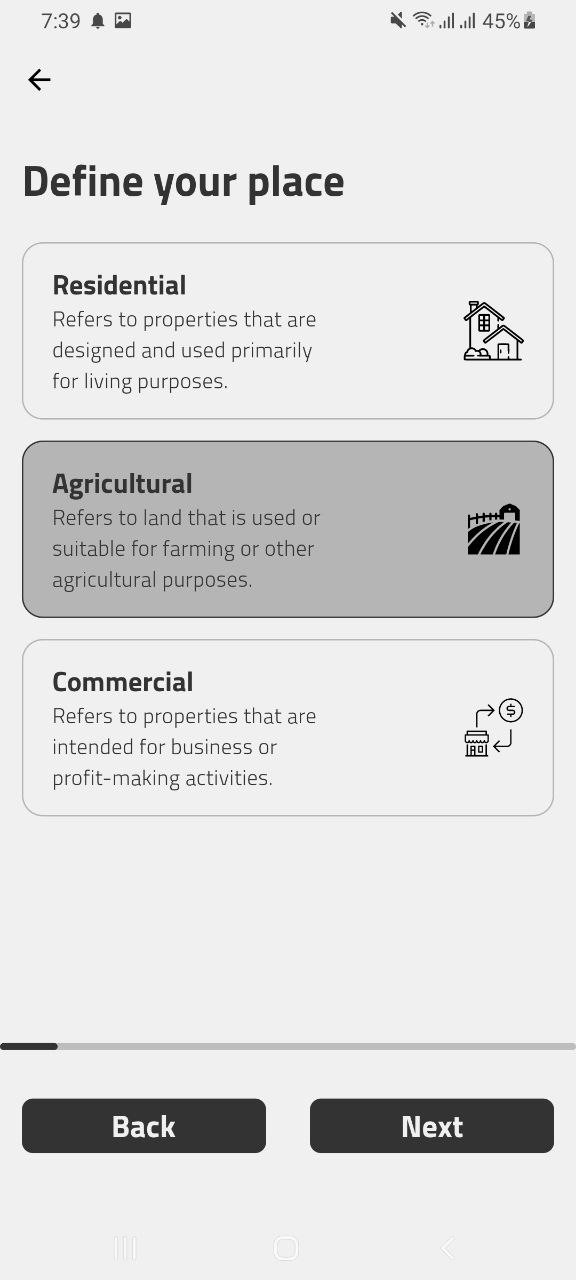 7:39 45%
Define your place
Residential
Refers to properties that are
designed and used primarily
for living purposes.
Agricultural
Refers to land that is used or
suitable for farming or other
agricultural purposes.
Commercial
Refers to properties that are
intended for business or
profit-making activities.
$
Back Next